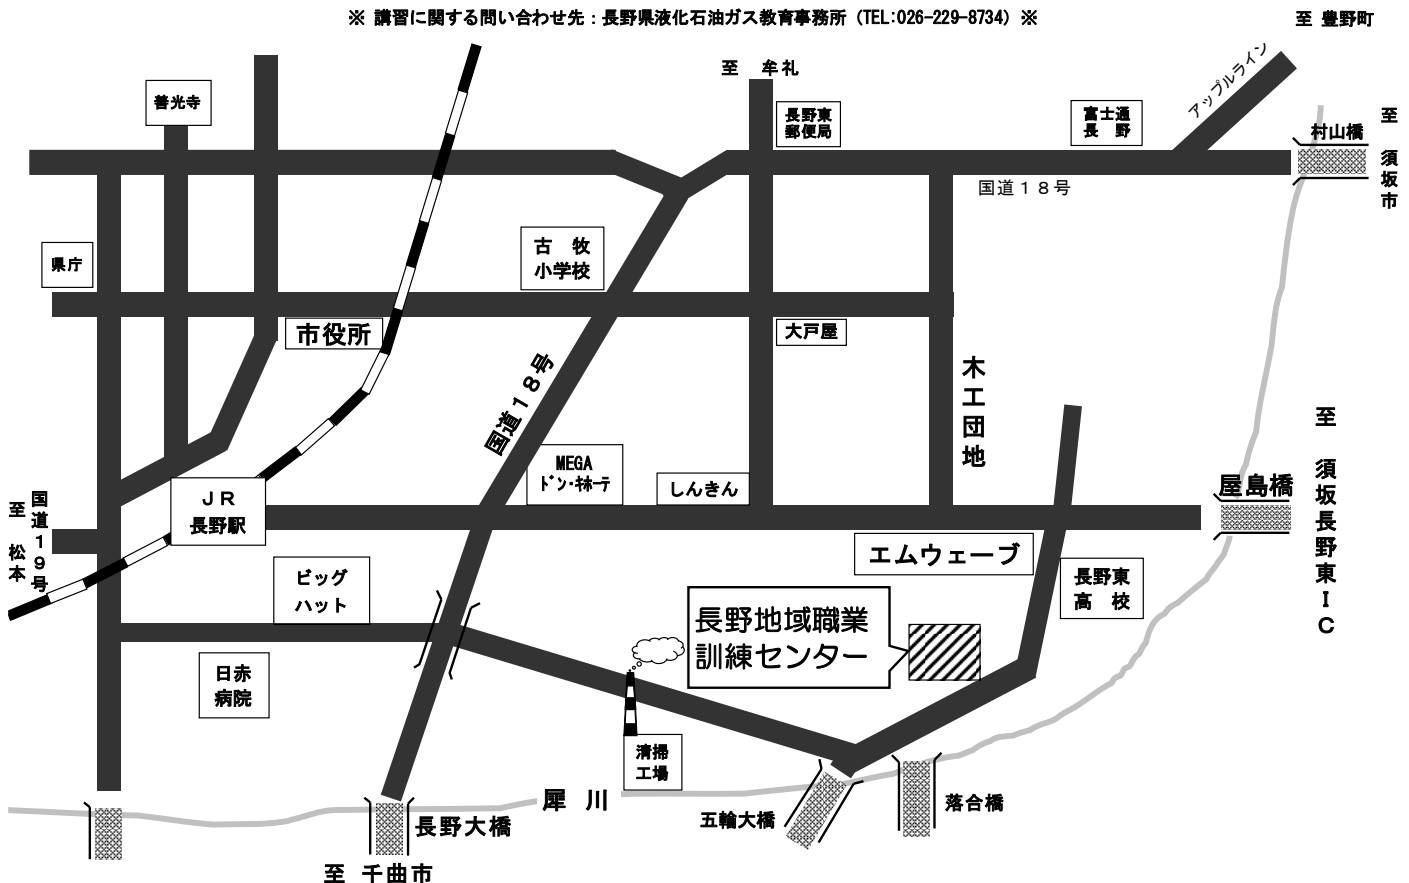 ※ 講習に関する問い合わせ先：長野県液化石油ガス教育事務所（TEL:026-229-8734）※
至 豊野町
至　牟礼
アップルライン
善光寺
長野東
郵便局
富士通
長　野
村山橋
至　須坂市
国道１８号
県庁
古　牧
小学校
市役所
大戸屋
国道１８号
木工団地
MEGA
ドン・キホーテ
しんきん
屋島橋
至　須坂長野東ＩＣ
国道１９号
至　松本
ＪＲ
長野駅
エムウェーブ
ビッグ
ハット
長野東
高　校
長野地域職業
訓練センター
日赤
病院
清掃
工場
犀　川
長野大橋
五輪大橋
落合橋
至　千曲市